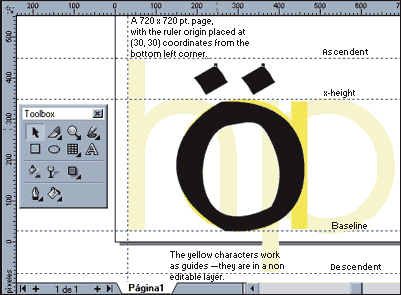 200
100
0
100
200
300
400
500
A 720 x 720 pt. page,
with the ruler origin placed at
(30, 30) coordinates from the
bottom left corner.
Ascendent
x-height
Toolbox
A
hnp
ö
Baseline
The yellow characters work
as guides —they are in a non
editable layer.
Descendent
500
400
300
200
100
0
píxeles
1 de 1
Página1